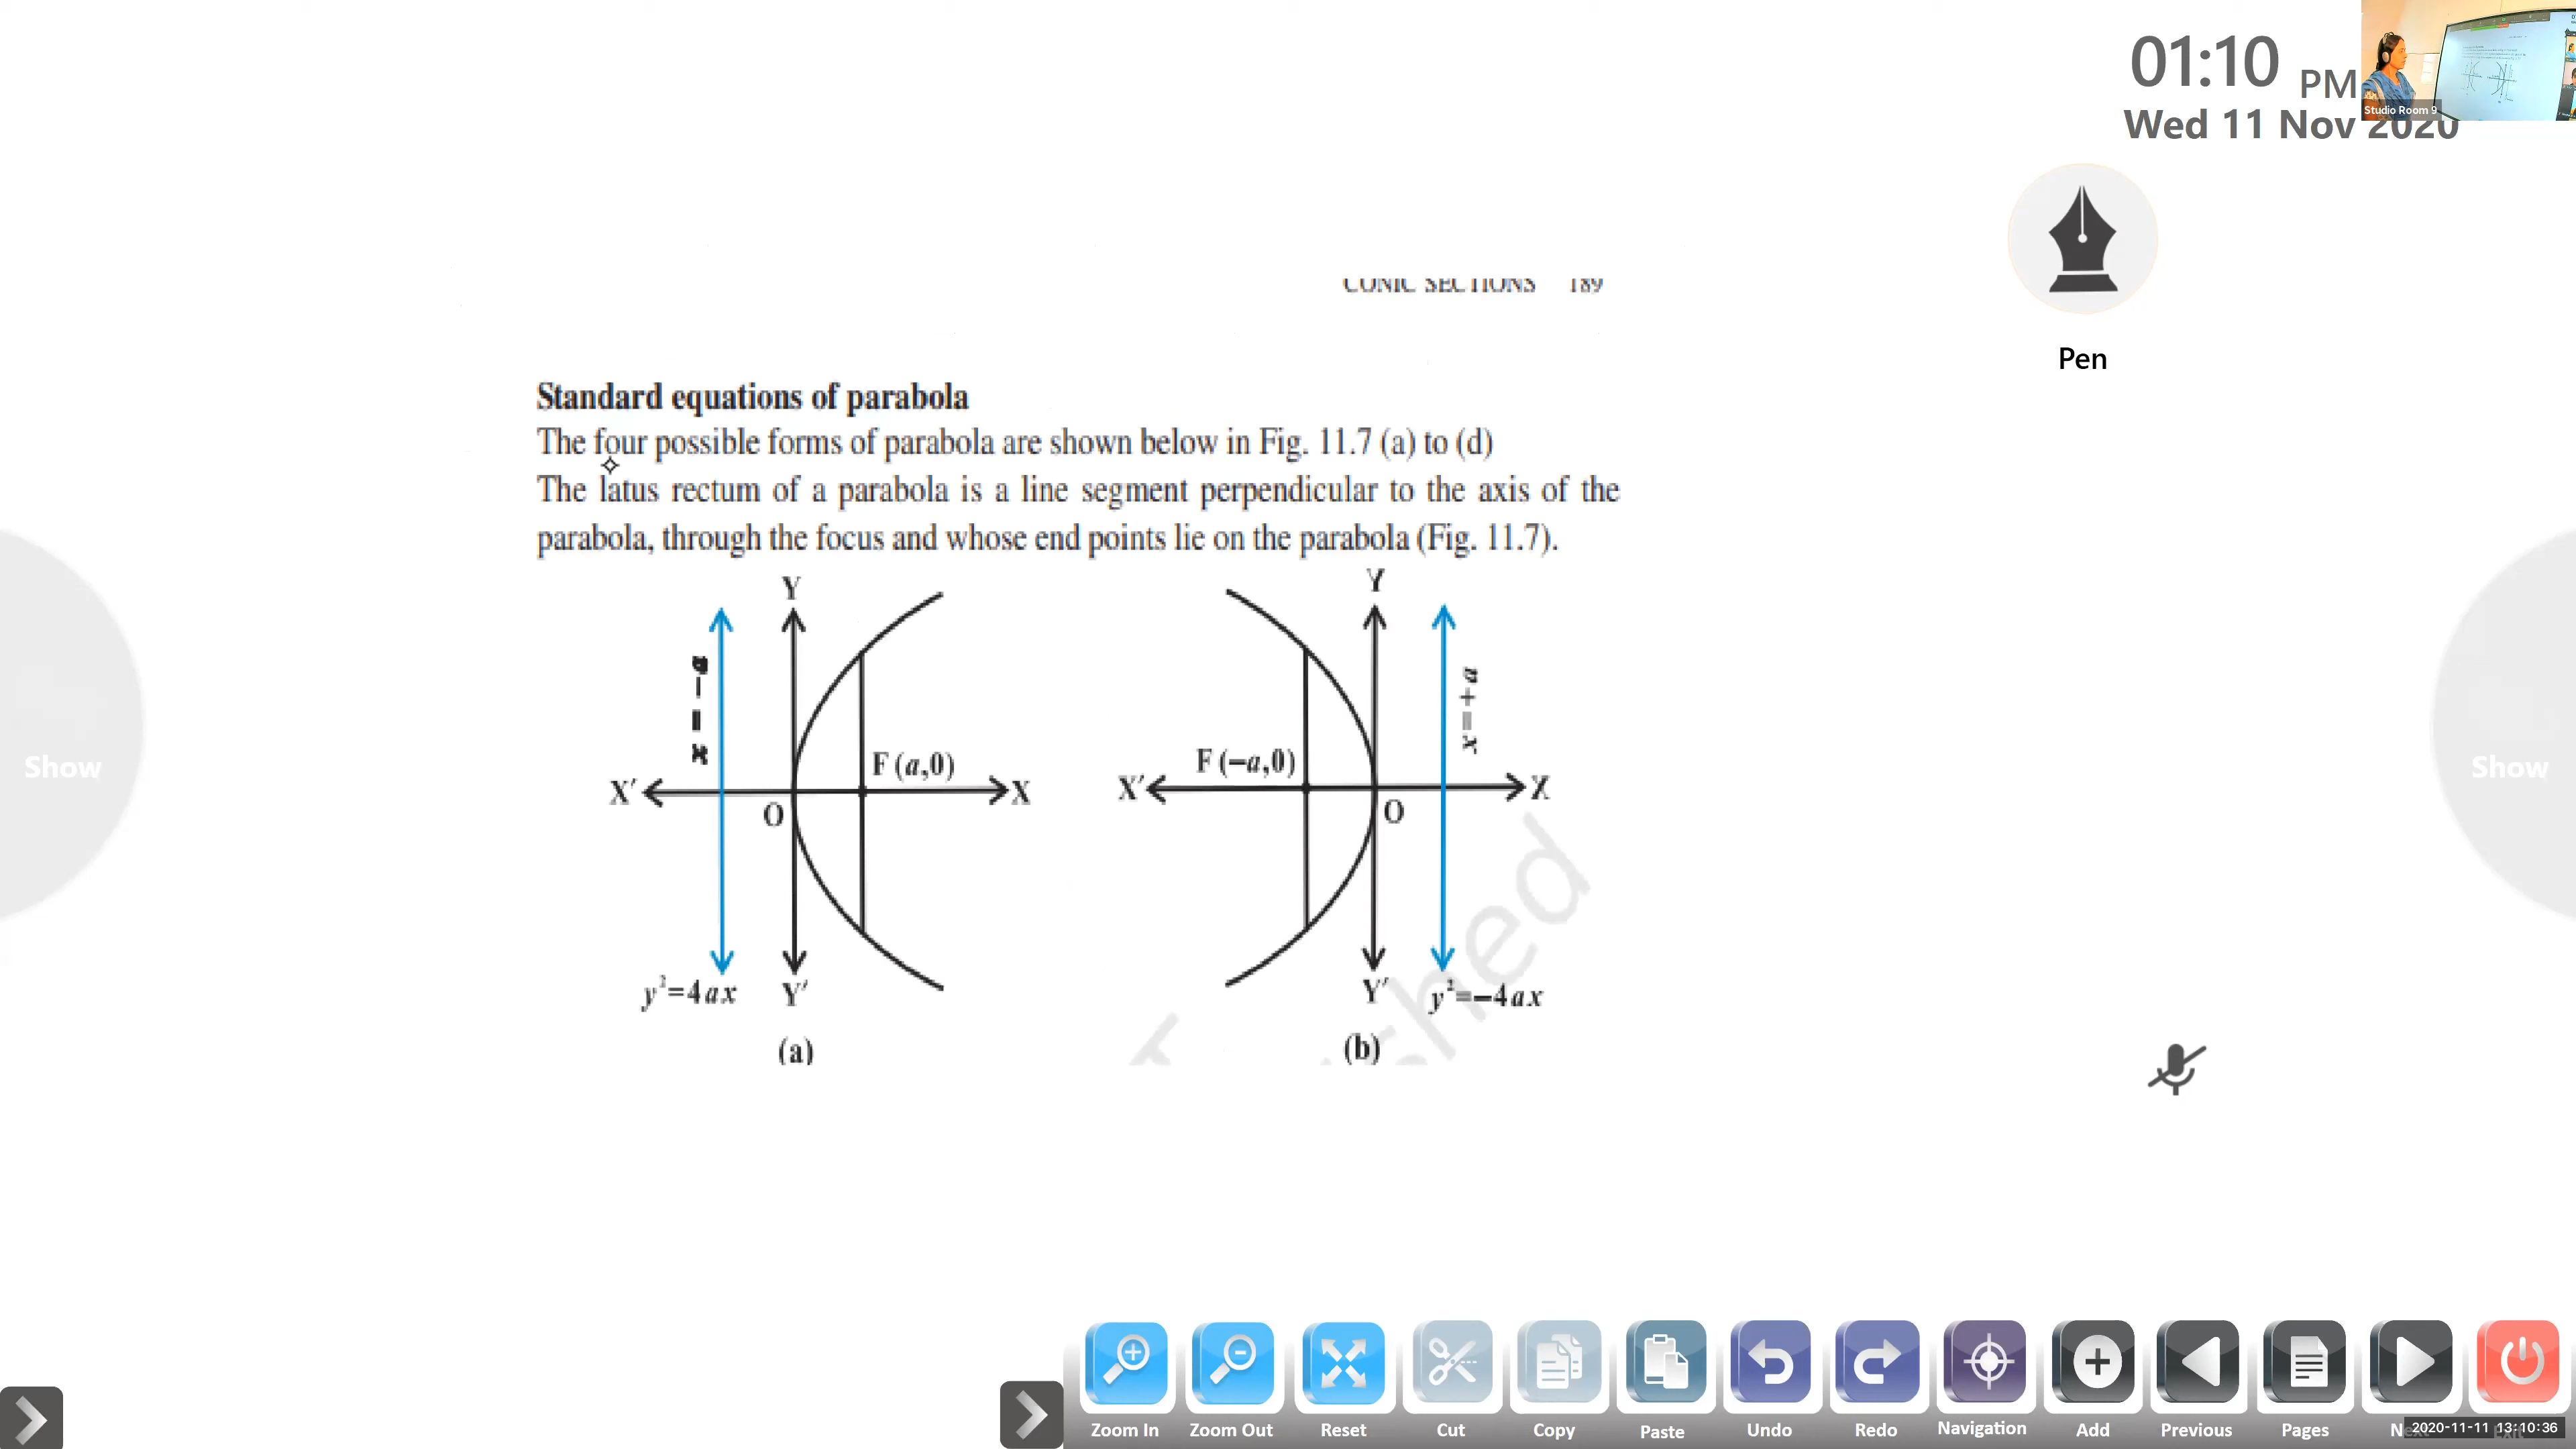 01:10 PM
Wed 11 Nov 2020
Studio Room 9
Pen
CONIC SECTIONS 189
Standard equations of parabola
The four possible forms of parabola are shown below in Fig. 11.7 (a) to (d)
The latus rectum of a parabola is a line segment perpendicular to the axis of the
parabola, through the focus and whose end points lie on the parabola (Fig. 11.7).
Y
x = – a
F (a,0)
X′
X
O
y²=4ax
Y′
(a)
Y
x=+a
F (–a,0)
X′
X
O
Y′
y²=–4ax
(b)
shed
Show
Show
Zoom In
Zoom Out
Reset
Cut
Copy
Paste
Undo
Redo
Navigation
Add
Previous
Pages
2020-11-11 13:10:36